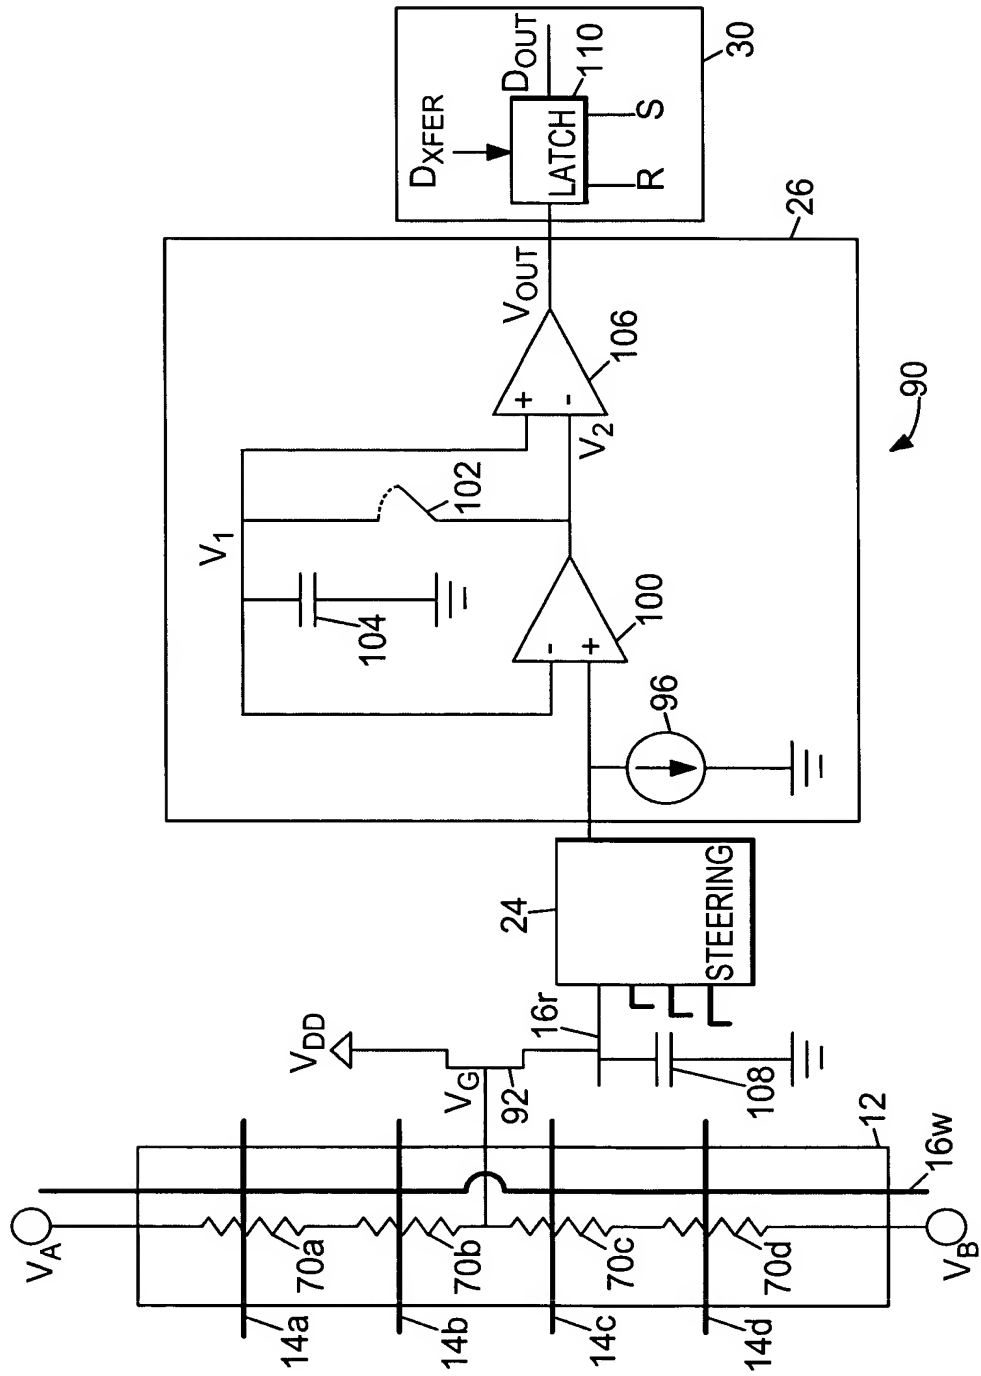 V_A
14a
70a
14b
70b
14c
70c
14d
70d
V_B
12
16w
V_DD
V_G
92
16r
108
24
STEERING
V_1
104
102
100
-
+
96
+
-
V_2
106
V_OUT
26
90
D_XFER
D_OUT
LATCH
110
R
S
30